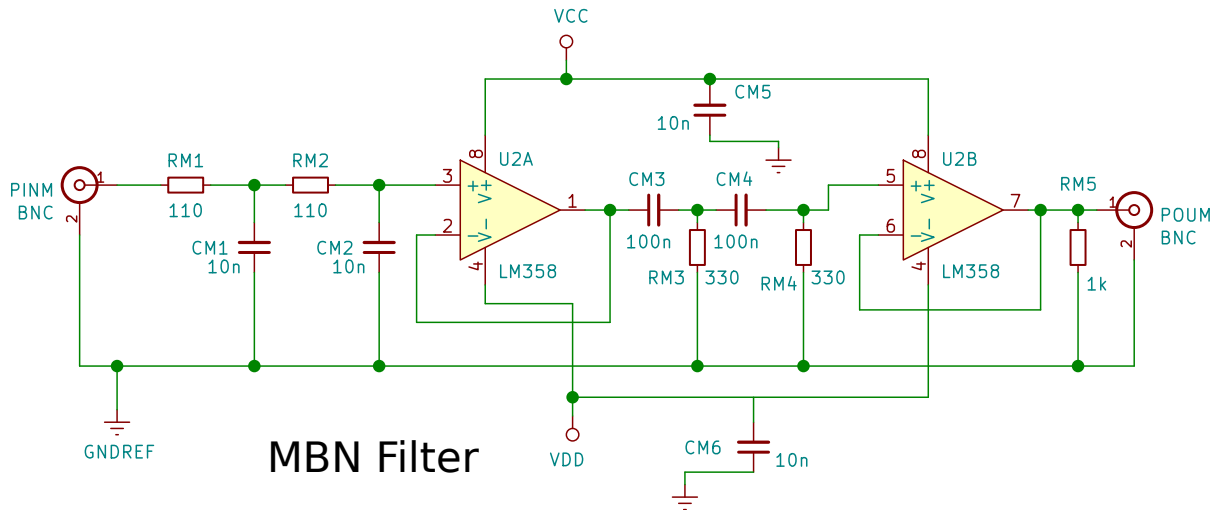 VCC
CM5
10n
RM1
RM2
8
U2A
8
U2B
PINM
BNC
1
2
110
110
3
++
V
2
−
V-
4
1
LM358
CM1
10n
CM2
10n
CM3
100n
CM4
100n
RM3
330
RM4
330
5
++
V
6
−
V-
4
7
LM358
RM5
1k
1
2
POUM
BNC
GNDREF
MBN Filter
VDD
CM6
10n